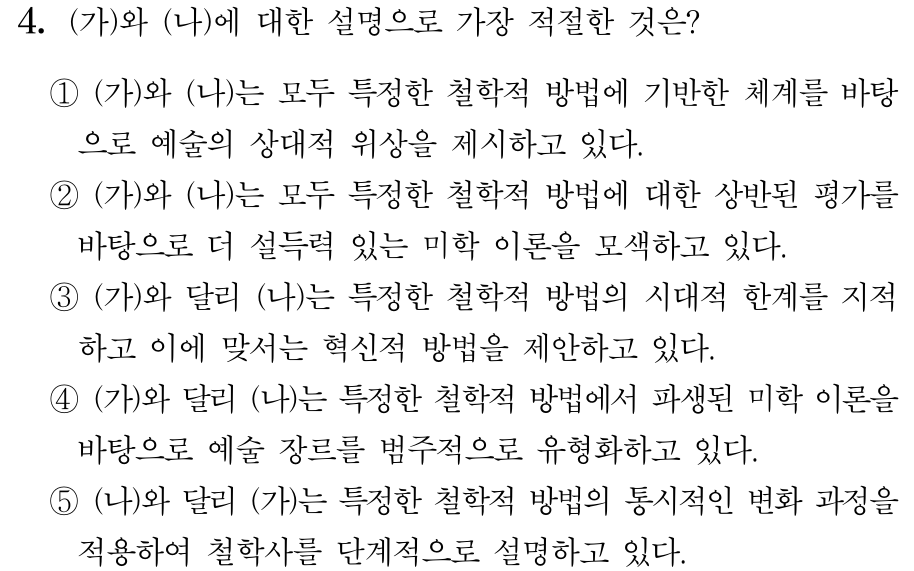 4. (가)와 (나)에 대한 설명으로 가장 적절한 것은?
① (가)와 (나)는 모두 특정한 철학적 방법에 기반한 체계를 바탕
으로 예술의 상대적 위상을 제시하고 있다.
② (가)와 (나)는 모두 특정한 철학적 방법에 대한 상반된 평가를
바탕으로 더 설득력 있는 미학 이론을 모색하고 있다.
③ (가)와 달리 (나)는 특정한 철학적 방법의 시대적 한계를 지적
하고 이에 맞서는 혁신적 방법을 제안하고 있다.
④ (가)와 달리 (나)는 특정한 철학적 방법에서 파생된 미학 이론을
바탕으로 예술 장르를 범주적으로 유형화하고 있다.
⑤ (나)와 달리 (가)는 특정한 철학적 방법의 통시적인 변화 과정을
적용하여 철학사를 단계적으로 설명하고 있다.